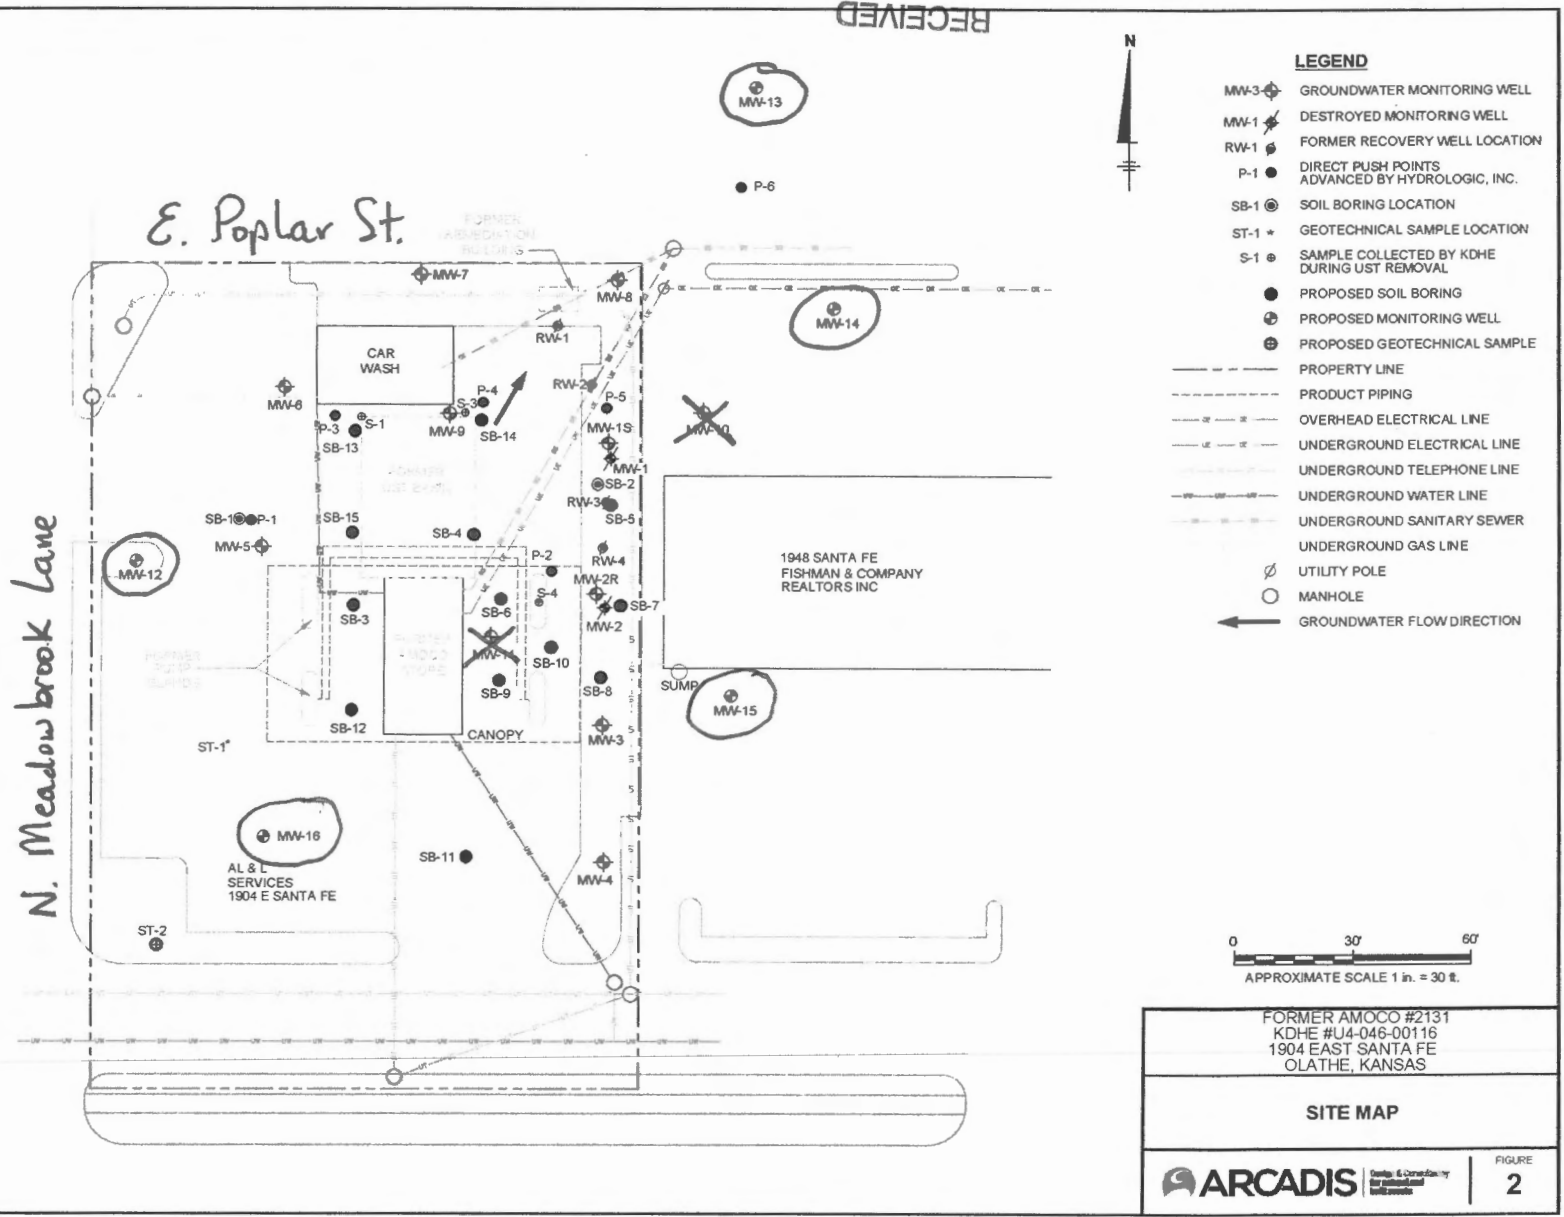 RECEIVED
N
MW-13
P-6
E. Poplar St.
FORMER
REMEDIATION
BUILDING
MW-7
MW-8
MW-14
RW-1
CAR
WASH
RW-2
MW-6
P-4
S-3
P-5
P-3
S-1
MW-9
SB-14
MW-1S
MW-10
SB-13
MW-1
SB-2
RW-3
SB-5
SB-1
P-1
SB-15
SB-4
MW-5
RW-4
P-2
MW-12
MW-2R
S-4
SB-3
SB-6
SB-7
MW-2
1948 SANTA FE
FISHMAN & COMPANY
REALTORS INC
MW-11
SB-10
SB-9
SB-8
SUMP
MW-15
SB-12
CANOPY
MW-3
ST-1
N. Meadowbrook Lane
MW-16
SB-11
MW-4
AL & L
SERVICES
1904 E SANTA FE
ST-2
LEGEND
MW-3 GROUNDWATER MONITORING WELL
MW-1 DESTROYED MONITORING WELL
RW-1 FORMER RECOVERY WELL LOCATION
P-1 DIRECT PUSH POINTS
ADVANCED BY HYDROLOGIC, INC.
SB-1 SOIL BORING LOCATION
ST-1 GEOTECHNICAL SAMPLE LOCATION
S-1 SAMPLE COLLECTED BY KDHE
DURING UST REMOVAL
PROPOSED SOIL BORING
PROPOSED MONITORING WELL
PROPOSED GEOTECHNICAL SAMPLE
PROPERTY LINE
PRODUCT PIPING
OVERHEAD ELECTRICAL LINE
UNDERGROUND ELECTRICAL LINE
UNDERGROUND TELEPHONE LINE
UNDERGROUND WATER LINE
UNDERGROUND SANITARY SEWER
UNDERGROUND GAS LINE
UTILITY POLE
MANHOLE
GROUNDWATER FLOW DIRECTION
0 30' 60'
APPROXIMATE SCALE 1 in. = 30 ft.
FORMER AMOCO #2131
KDHE #U4-046-00116
1904 EAST SANTA FE
OLATHE, KANSAS
SITE MAP
ARCADIS
Design & Consultancy
for natural and
built assets
FIGURE
2